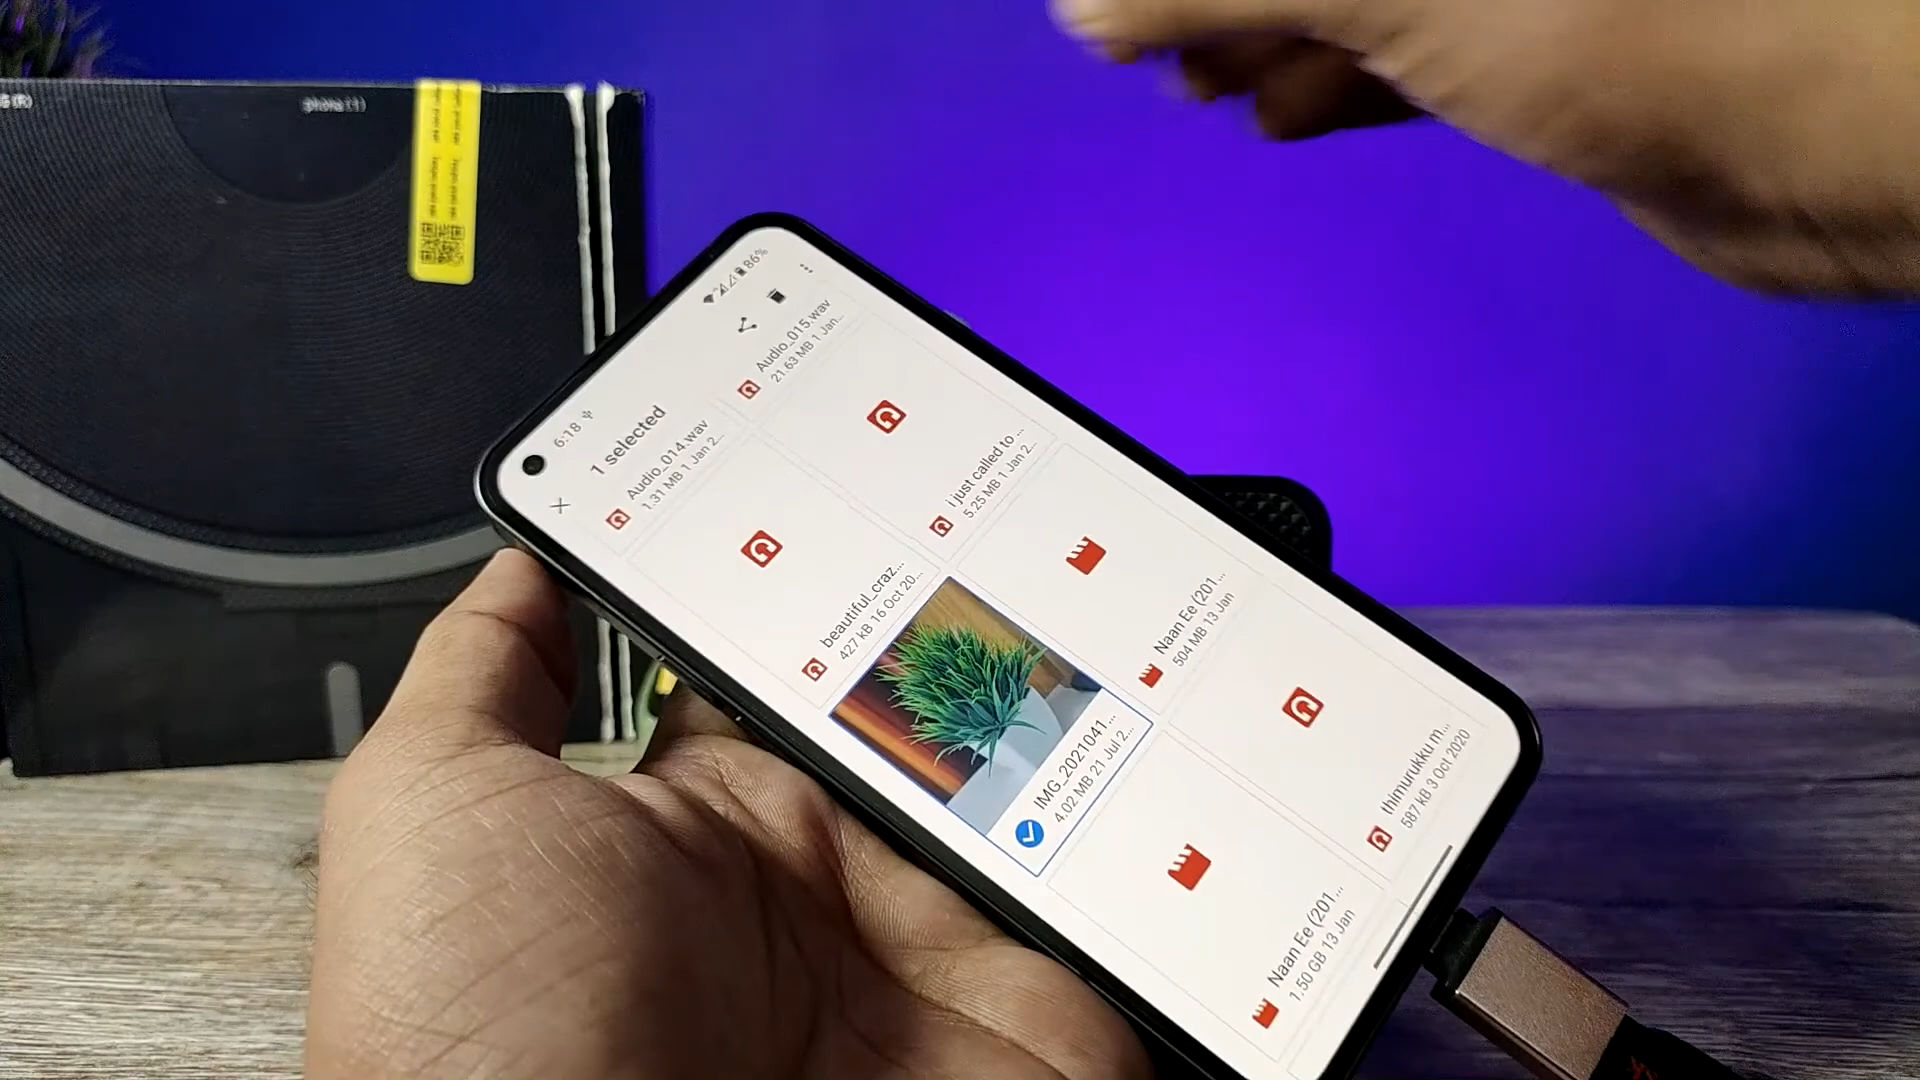 (R)
phone (1)
6:18
86%
1 selected
Audio_014.wav
1.31 MB 1 Jan 2...
Audio_015.wav
21.63 MB 1 Jan...
beautiful_craz...
427 kB 16 Oct 20...
i just called to ...
5.25 MB 1 Jan 2...
IMG_2021041...
4.02 MB 21 Jul 2...
Naan Ee (201...
504 MB 13 Jan
Naan Ee (201...
1.50 GB 13 Jan
thimurukku m...
587 kB 3 Oct 2020